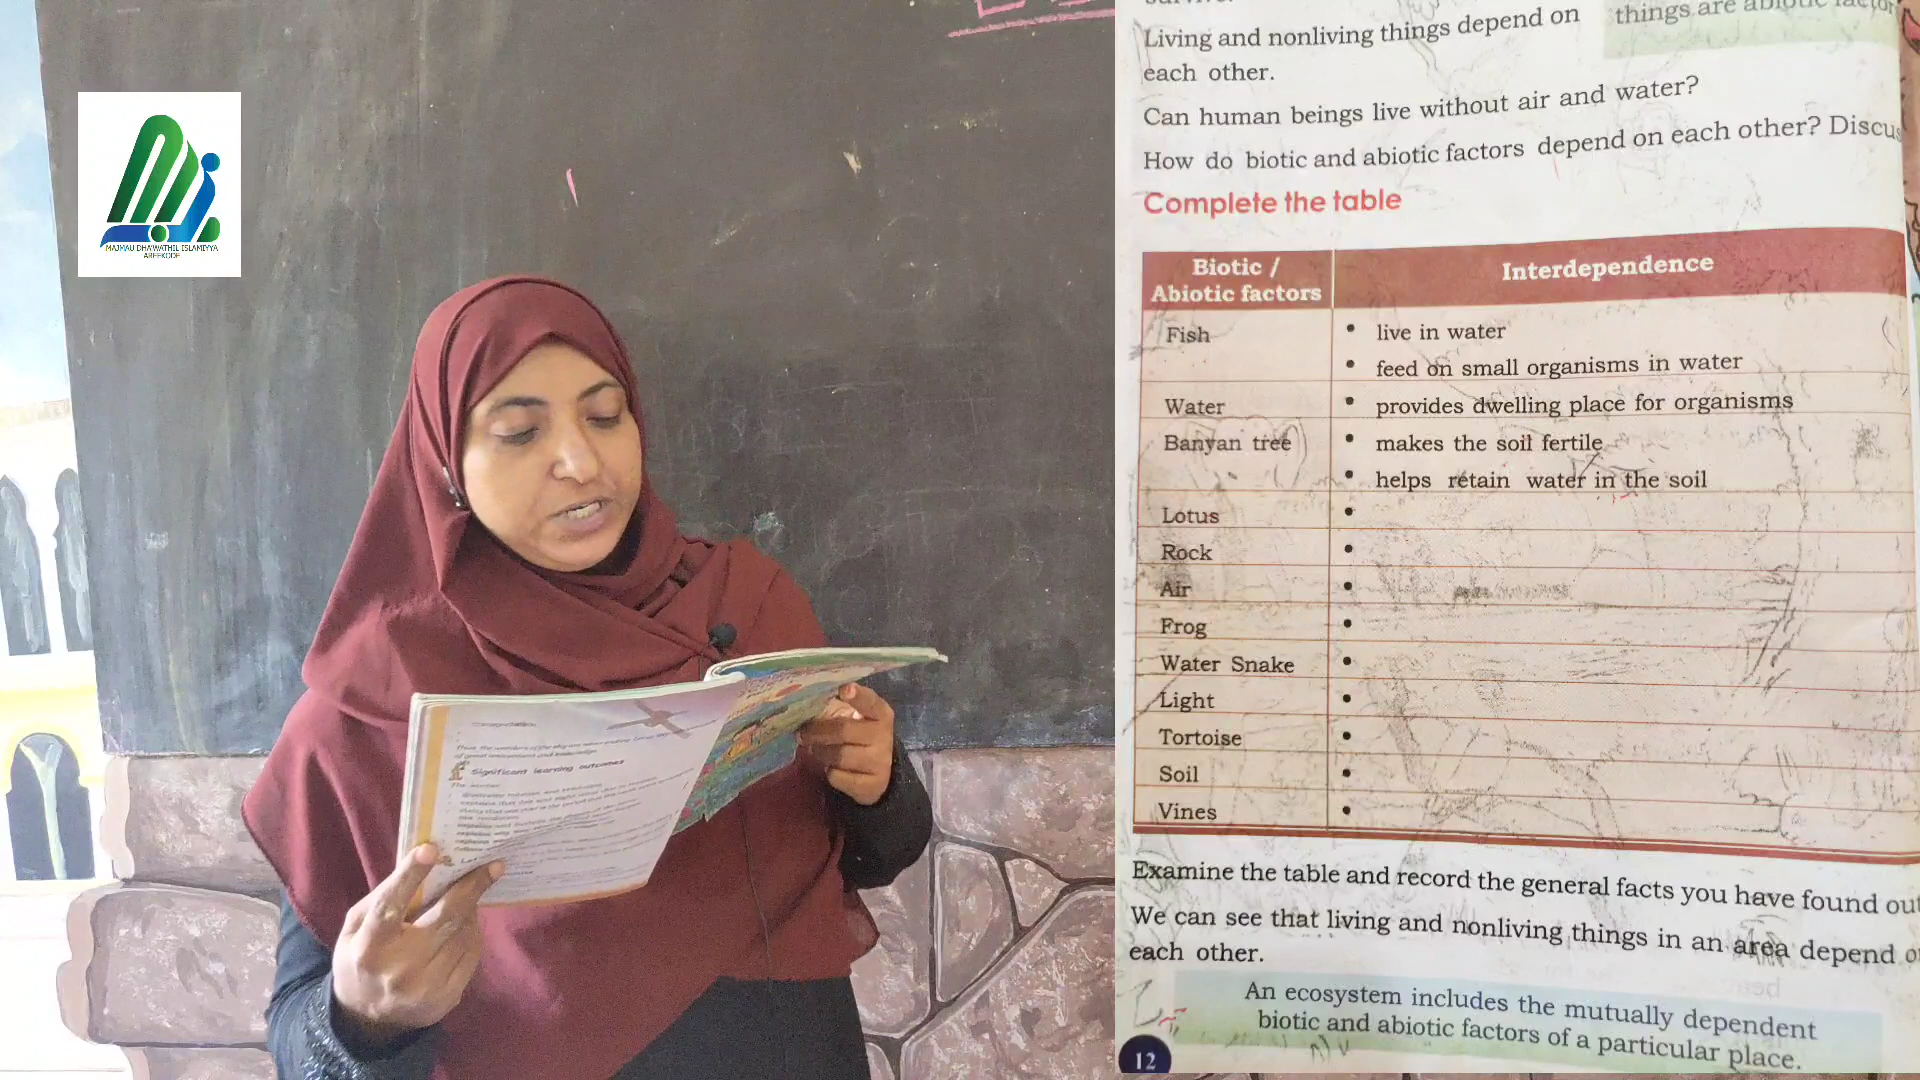 MAJMAU DHA'WATHIL ISLAMIYYA
AREEKODE
Significant learning outcomes
Living and nonliving things depend on
each other.
things are abiotic factor
Can human beings live without air and water?
How do biotic and abiotic factors depend on each other? Discus
Complete the table
Biotic /
Abiotic factors
Interdependence
Fish
• live in water
• feed on small organisms in water
Water
• provides dwelling place for organisms
Banyan tree
• makes the soil fertile
• helps retain water in the soil
Lotus
•
Rock
•
Air
•
Frog
•
Water Snake
•
Light
•
Tortoise
•
Soil
•
Vines
•
Examine the table and record the general facts you have found out
We can see that living and nonliving things in an area depend o
each other.
An ecosystem includes the mutually dependent
biotic and abiotic factors of a particular place.
12